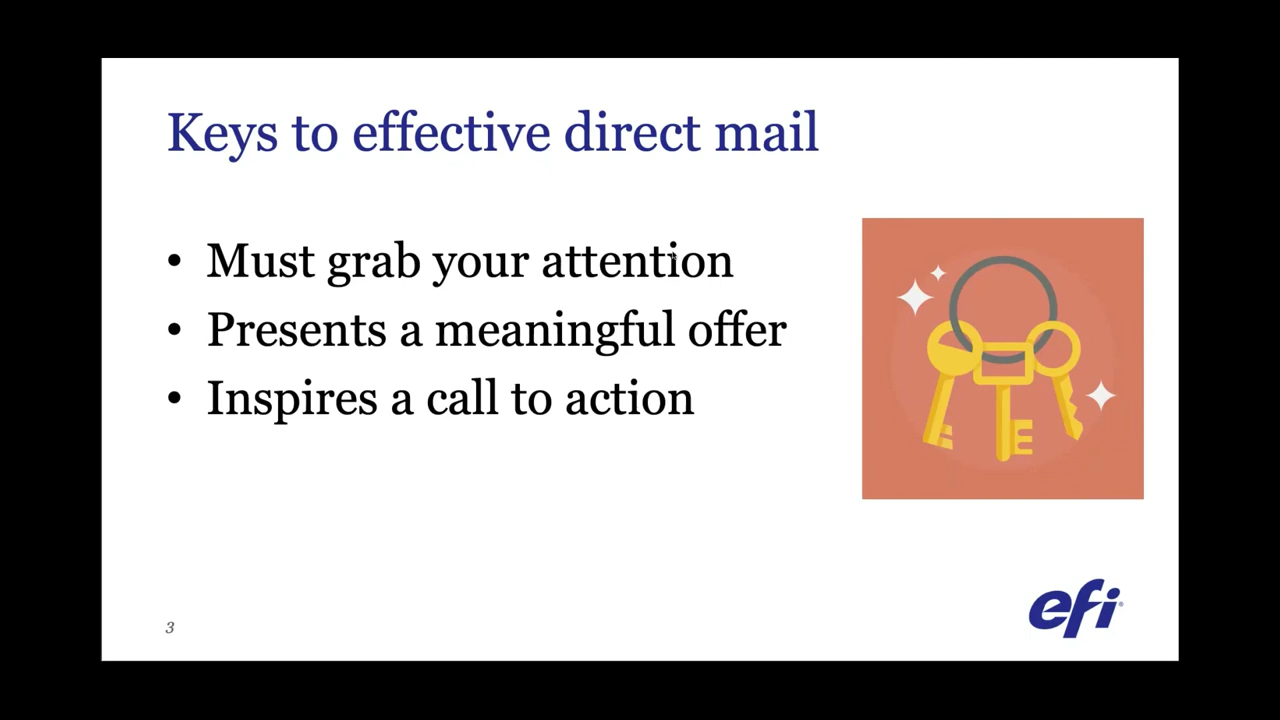 Keys to effective direct mail
• Must grab your attention
• Presents a meaningful offer
• Inspires a call to action
3
efi